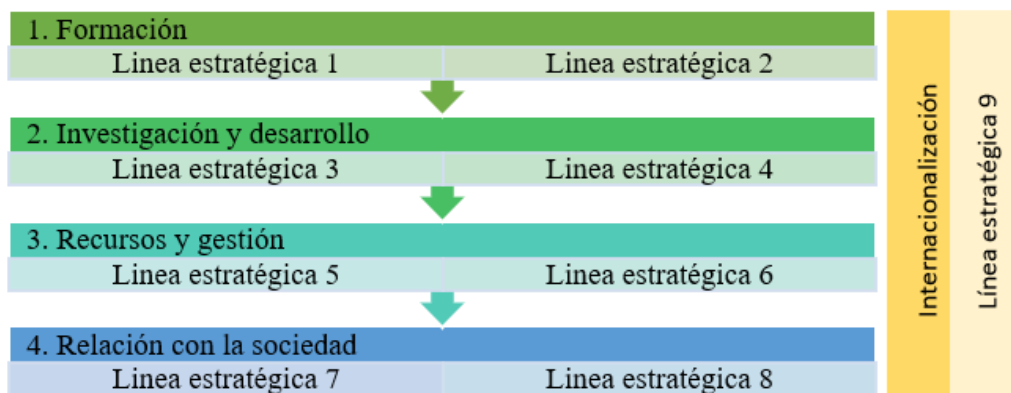 1. Formación
Linea estratégica 1
Linea estratégica 2
2. Investigación y desarrollo
Linea estratégica 3
Linea estratégica 4
3. Recursos y gestión
Linea estratégica 5
Linea estratégica 6
4. Relación con la sociedad
Linea estratégica 7
Linea estratégica 8
Internacionalización
Línea estratégica 9